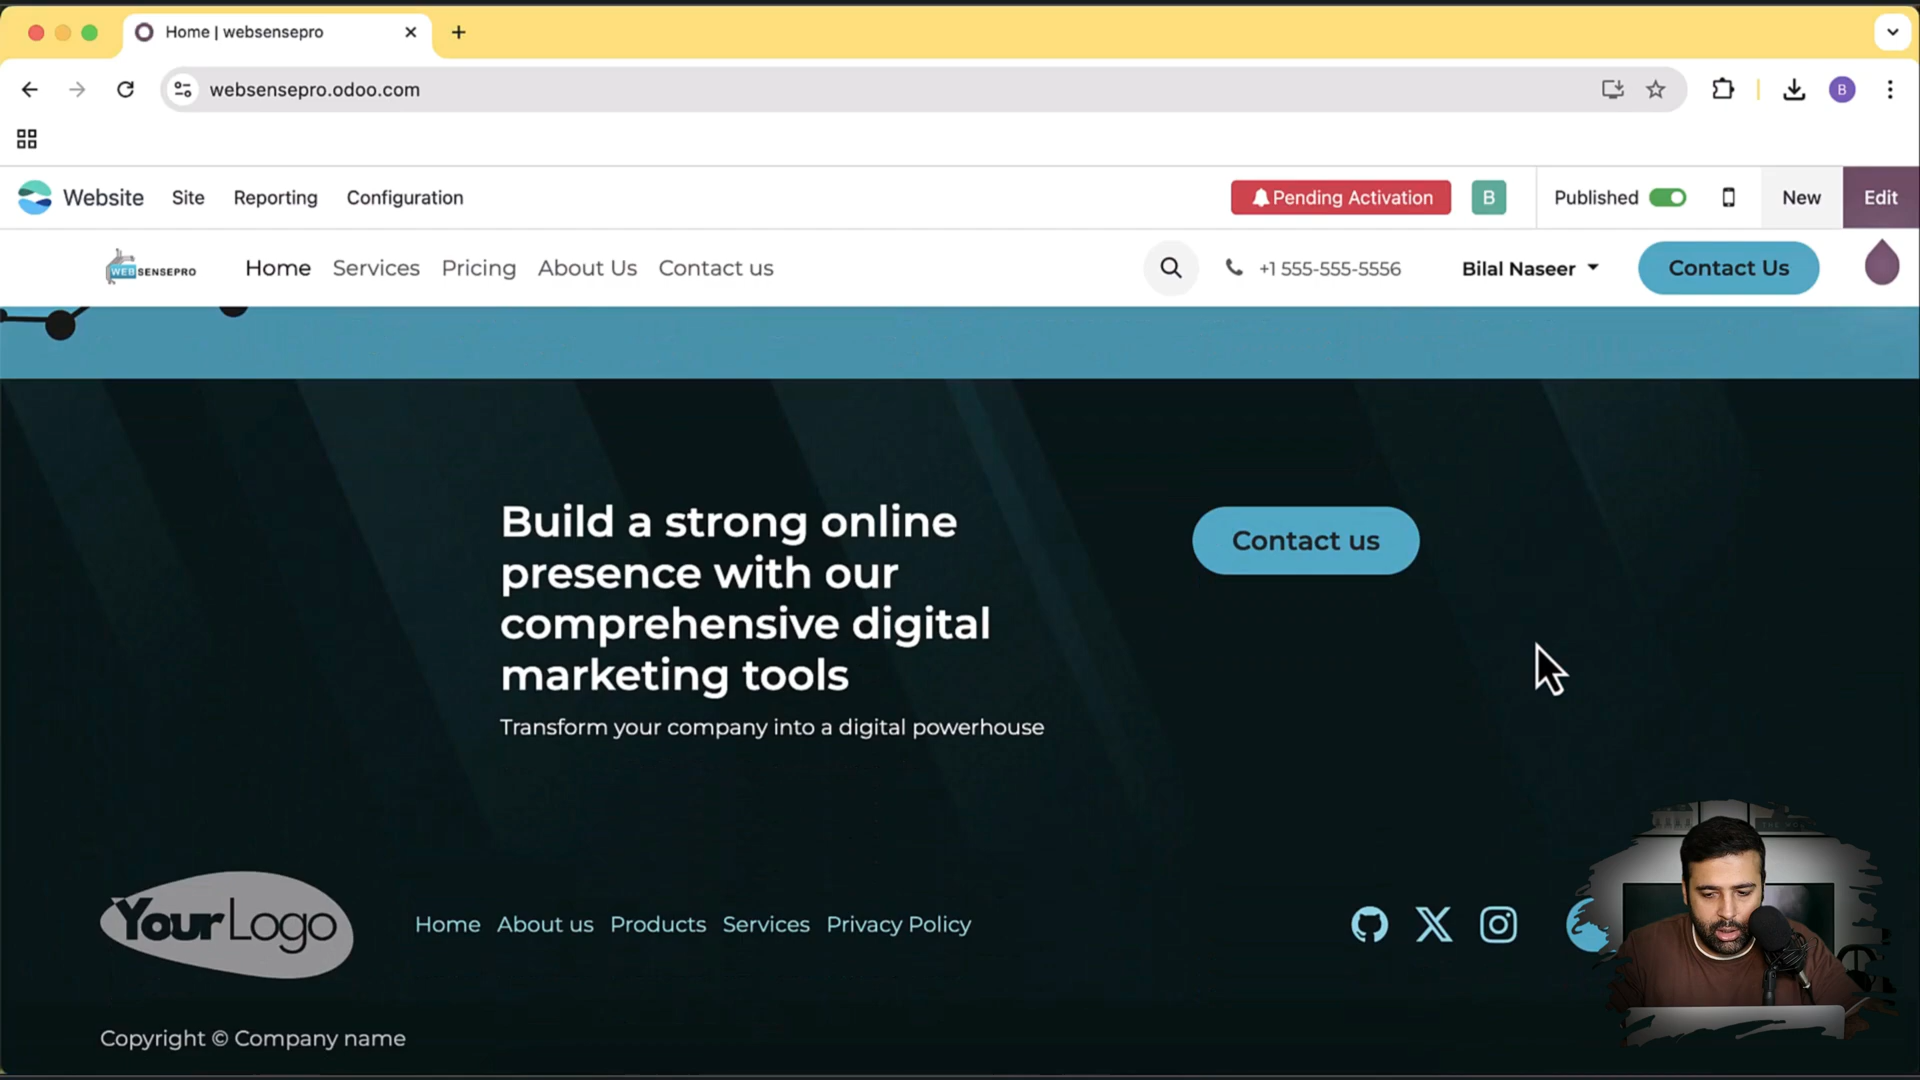 Home | websensepro
websensepro.odoo.com
B
Website Site Reporting Configuration
Pending Activation
B
Published
New
Edit
WEBSENSEPRO
Home Services Pricing About Us Contact us
+1 555-555-5556
Bilal Naseer
Contact Us
Build a strong online
presence with our
comprehensive digital
marketing tools
Transform your company into a digital powerhouse
Contact us
YourLogo
Home About us Products Services Privacy Policy
Copyright © Company name